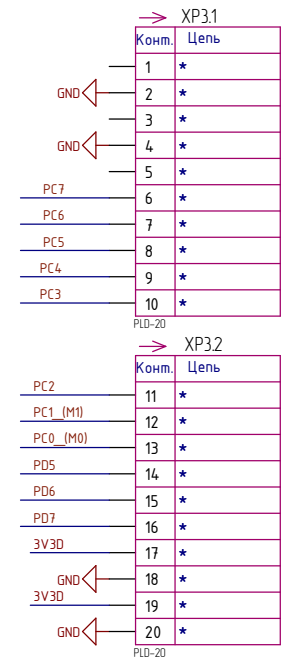 XP3.1
Конт. Цепь
1 *
GND 2 *
3 *
GND 4 *
5 *
PC7 6 *
PC6 7 *
PC5 8 *
PC4 9 *
PC3 10 *
PLD-20
XP3.2
Конт. Цепь
PC2 11 *
PC1_(M1) 12 *
PC0_(M0) 13 *
PD5 14 *
PD6 15 *
PD7 16 *
3V3D 17 *
GND 18 *
3V3D 19 *
GND 20 *
PLD-20